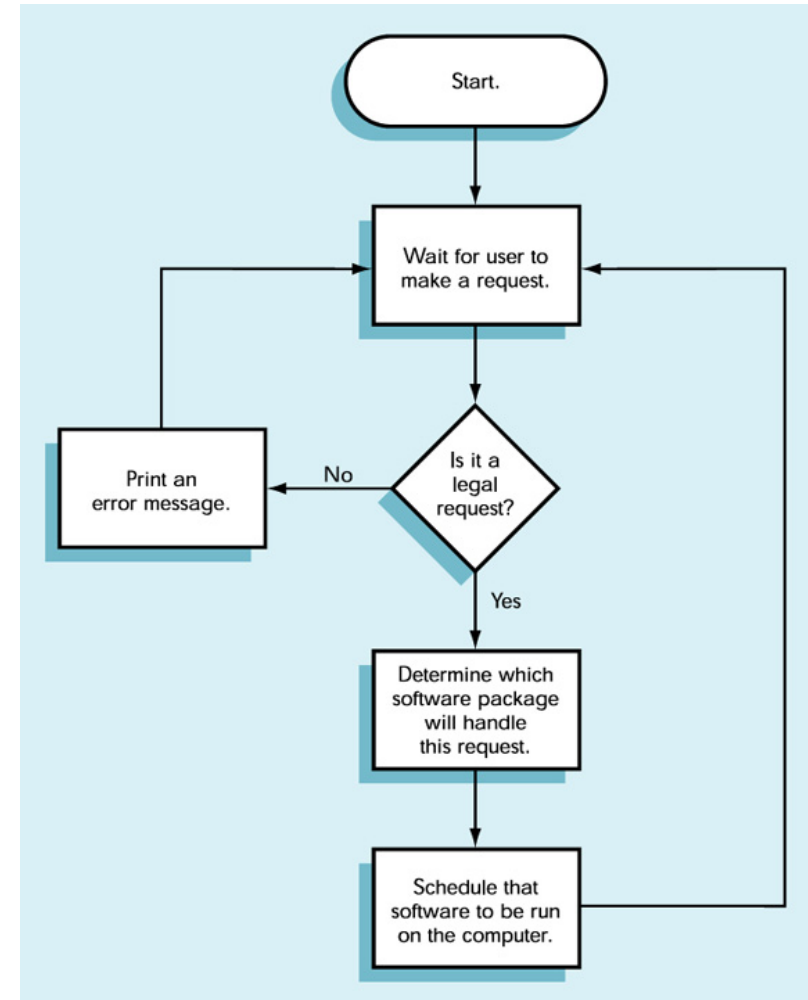 Start.
Wait for user to
make a request.
Is it a
legal
request?
No
Print an
error message.
Yes
Determine which
software package
will handle
this request.
Schedule that
software to be run
on the computer.